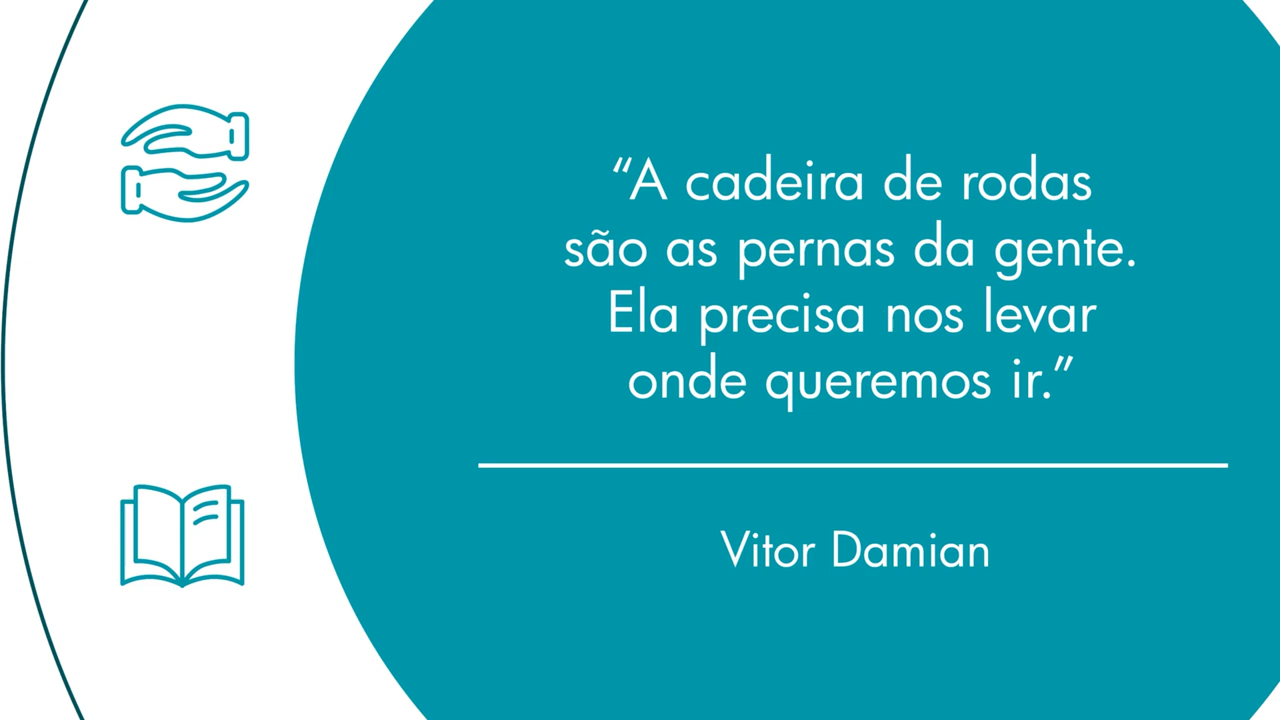 “A cadeira de rodas
são as pernas da gente.
Ela precisa nos levar
onde queremos ir.”
Vitor Damian